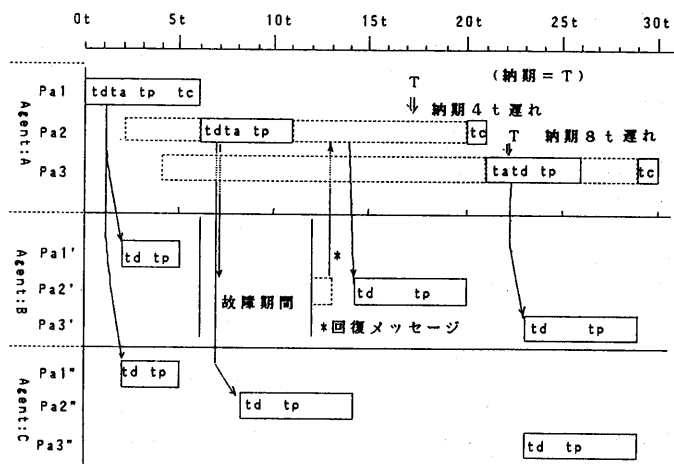 0t 5t 10t 15t 20t 25t 30t
T (納期=T)
Agent:A
Pa1 tdta tp tc
納期4t遅れ
Pa2 tdta tp tc
T 納期8t遅れ
Pa3 tatd tp tc
Agent:B
Pa1' td tp
*
Pa2' 故障期間 td tp
Pa3' *回復メッセージ td tp
Agent:C
Pa1" td tp
Pa2" td tp
Pa3" td tp